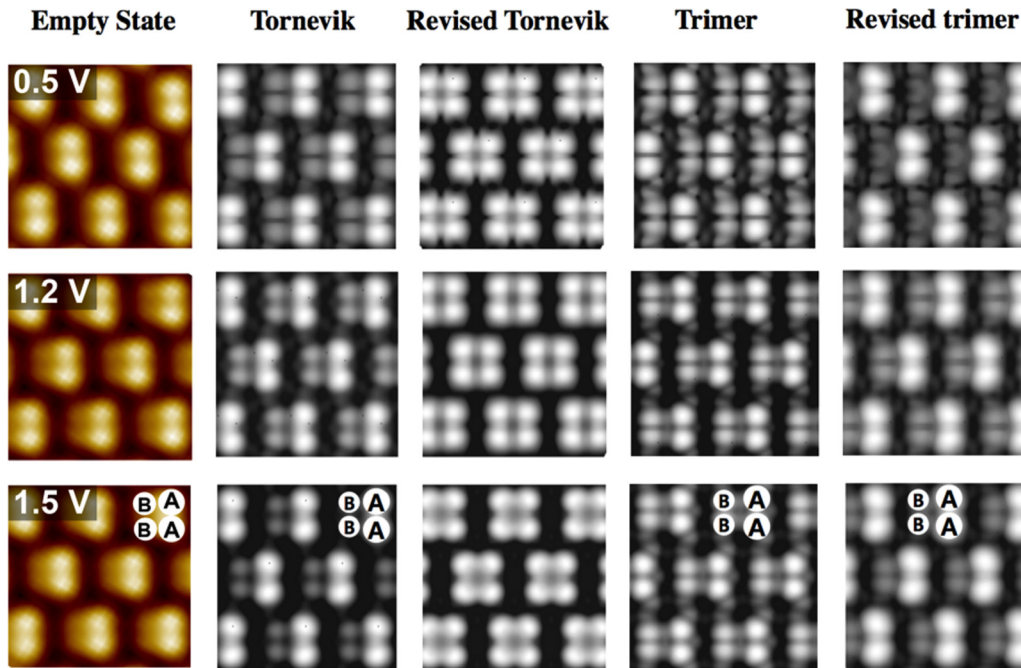 Empty State Tornevik Revised Tornevik Trimer Revised trimer
0.5 V
1.2 V
1.5 V
B A B A B A B A
B A B A B A B A